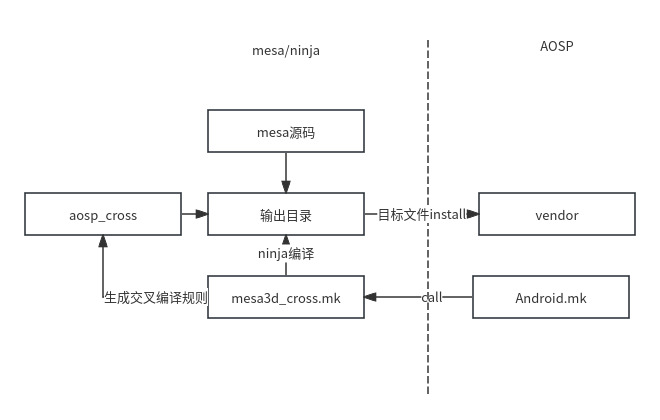 mesa/ninja
AOSP
mesa源码
aosp_cross
输出目录
目标文件install
vendor
ninja编译
生成交叉编译规则
mesa3d_cross.mk
call
Android.mk